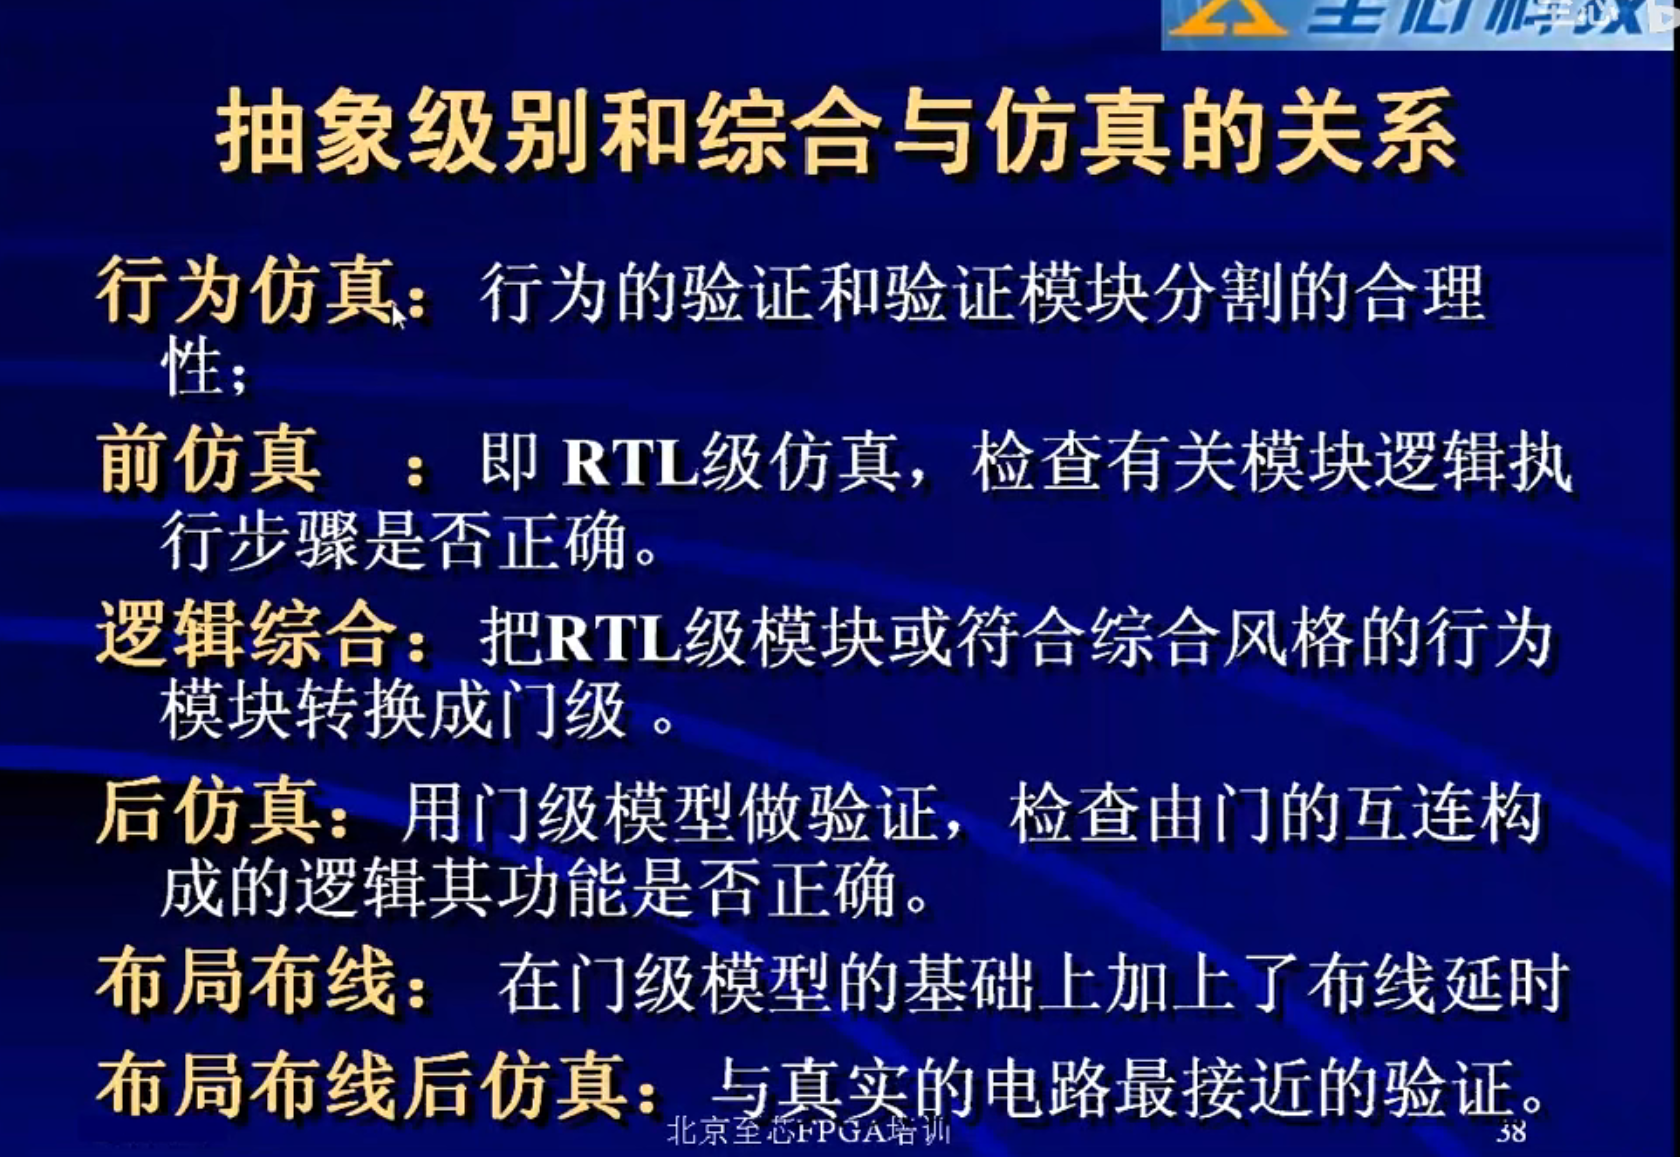 抽象级别和综合与仿真的关系
行为仿真：行为的验证和验证模块分割的合理
性；
前仿真 ：即 RTL级仿真，检查有关模块逻辑执
行步骤是否正确。
逻辑综合：把RTL级模块或符合综合风格的行为
模块转换成门级 。
后仿真：用门级模型做验证，检查由门的互连构
成的逻辑其功能是否正确。
布局布线：在门级模型的基础上加上了布线延时
布局布线后仿真：与真实的电路最接近的验证。
北京至芯FPGA培训
38